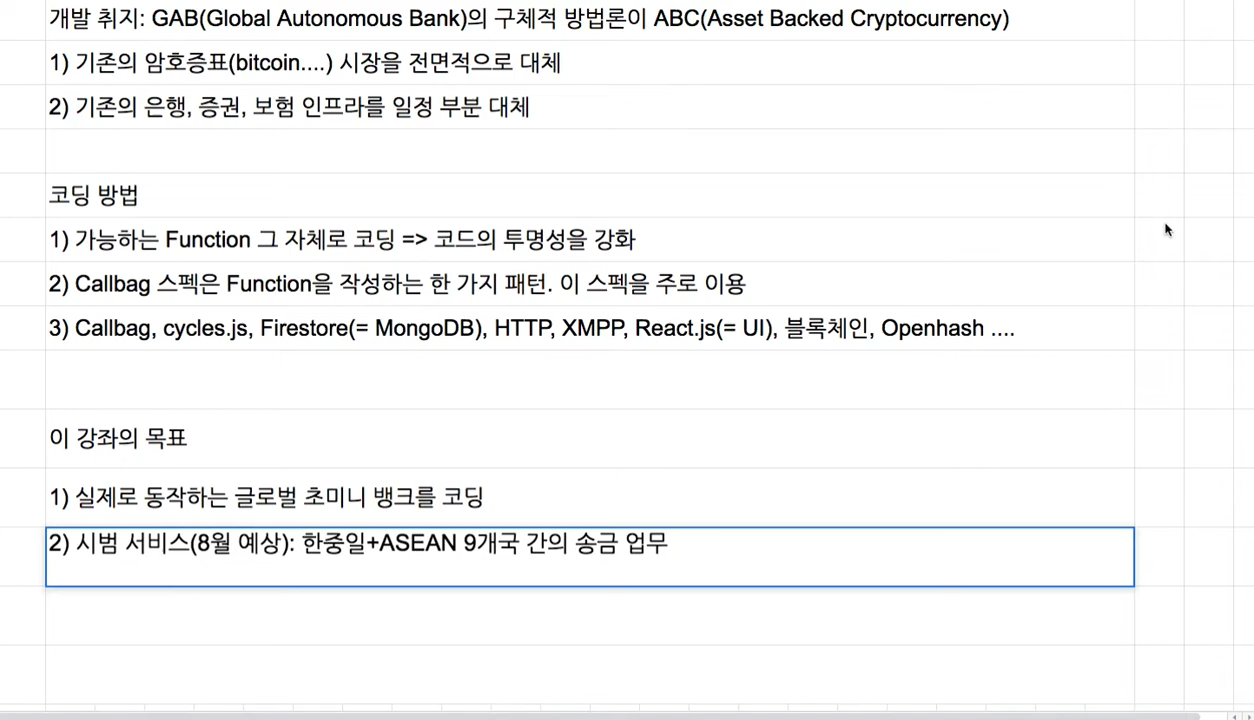 개발 취지: GAB(Global Autonomous Bank)의 구체적 방법론이 ABC(Asset Backed Cryptocurrency)
1) 기존의 암호증표(bitcoin....) 시장을 전면적으로 대체
2) 기존의 은행, 증권, 보험 인프라를 일정 부분 대체
코딩 방법
1) 가능하는 Function 그 자체로 코딩 => 코드의 투명성을 강화
2) Callbag 스펙은 Function을 작성하는 한 가지 패턴. 이 스펙을 주로 이용
3) Callbag, cycles.js, Firestore(= MongoDB), HTTP, XMPP, React.js(= UI), 블록체인, Openhash ....
이 강좌의 목표
1) 실제로 동작하는 글로벌 초미니 뱅크를 코딩
2) 시범 서비스(8월 예상): 한중일+ASEAN 9개국 간의 송금 업무